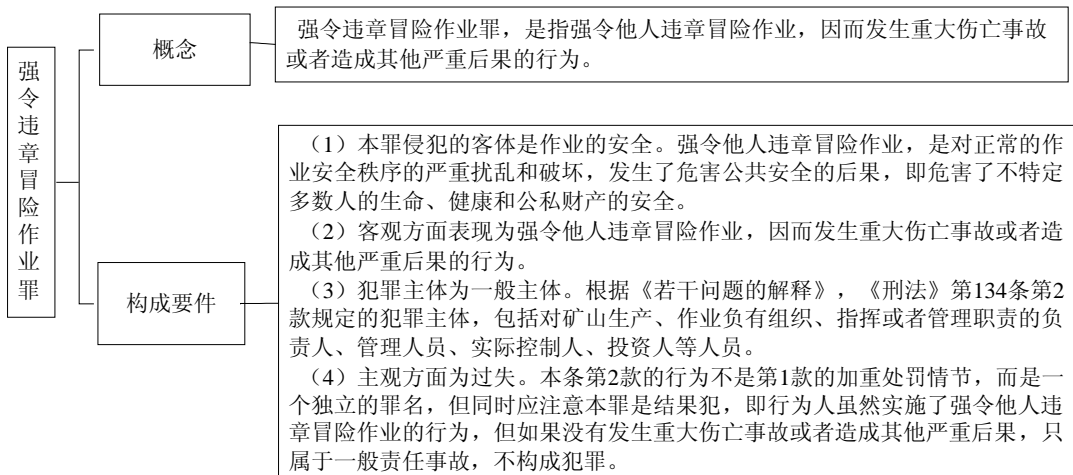 强令违章冒险作业罪
概念
强令违章冒险作业罪，是指强令他人违章冒险作业，因而发生重大伤亡事故
或者造成其他严重后果的行为。
构成要件
（1）本罪侵犯的客体是作业的安全。强令他人违章冒险作业，是对正常的作
业安全秩序的严重扰乱和破坏，发生了危害公共安全的后果，即危害了不特定
多数人的生命、健康和公私财产的安全。
（2）客观方面表现为强令他人违章冒险作业，因而发生重大伤亡事故或者造
成其他严重后果的行为。
（3）犯罪主体为一般主体。根据《若干问题的解释》，《刑法》第134条第2
款规定的犯罪主体，包括对矿山生产、作业负有组织、指挥或者管理职责的负
责人、管理人员、实际控制人、投资人等人员。
（4）主观方面为过失。本条第2款的行为不是第1款的加重处罚情节，而是一
个独立的罪名，但同时应注意本罪是结果犯，即行为人虽然实施了强令他人违
章冒险作业的行为，但如果没有发生重大伤亡事故或者造成其他严重后果，只
属于一般责任事故，不构成犯罪。